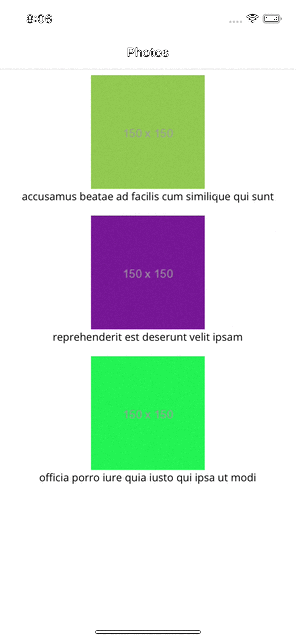 8:06
Photos
150 x 150
accusamus beatae ad facilis cum similique qui sunt
150 x 150
reprehenderit est deserunt velit ipsam
150 x 150
officia porro iure quia iusto qui ipsa ut modi